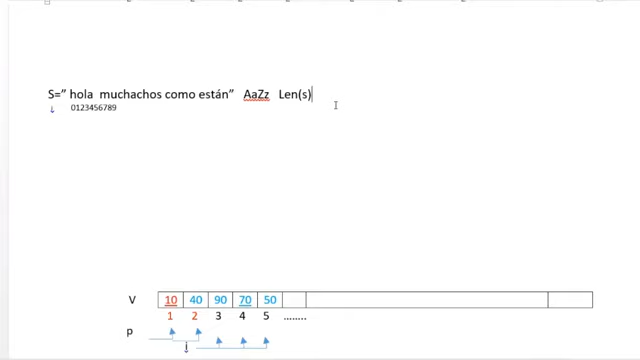 S=” hola  muchachos como están”   AaZz   Len(s)
↓ 0123456789
V 10 40 90 70 50
1 2 3 4 5 ........
p
i